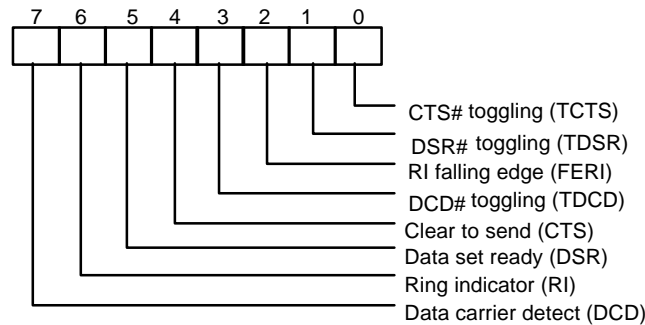 7 6 5 4 3 2 1 0
CTS# toggling (TCTS)
DSR# toggling (TDSR)
RI falling edge (FERI)
DCD# toggling (TDCD)
Clear to send (CTS)
Data set ready (DSR)
Ring indicator (RI)
Data carrier detect (DCD)